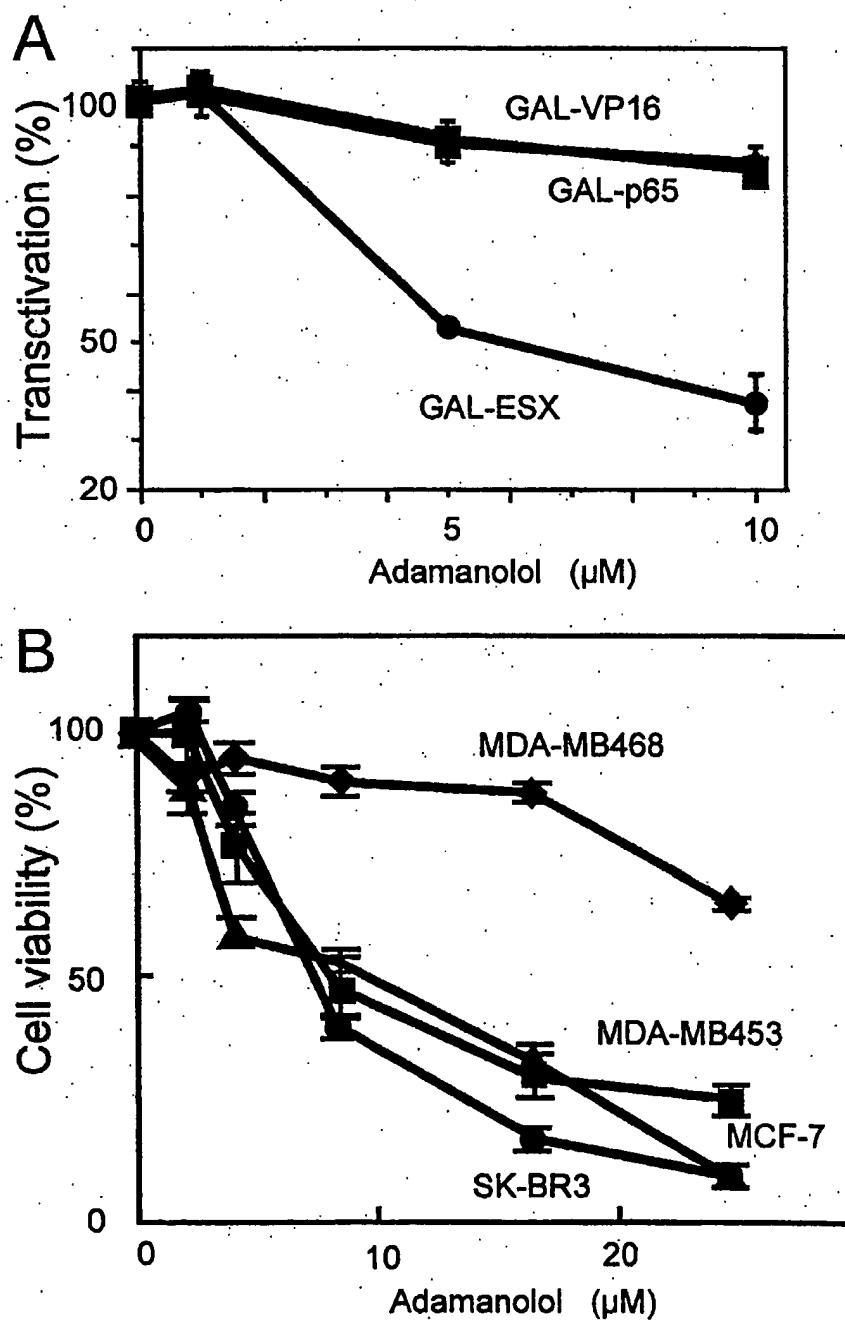 A
Transctivation (%)
100
50
20
GAL-VP16
GAL-p65
GAL-ESX
0 5 10
Adamanolol (µM)
B
Cell viability (%)
100
50
0
MDA-MB468
MDA-MB453
MCF-7
SK-BR3
0 10 20
Adamanolol (µM)